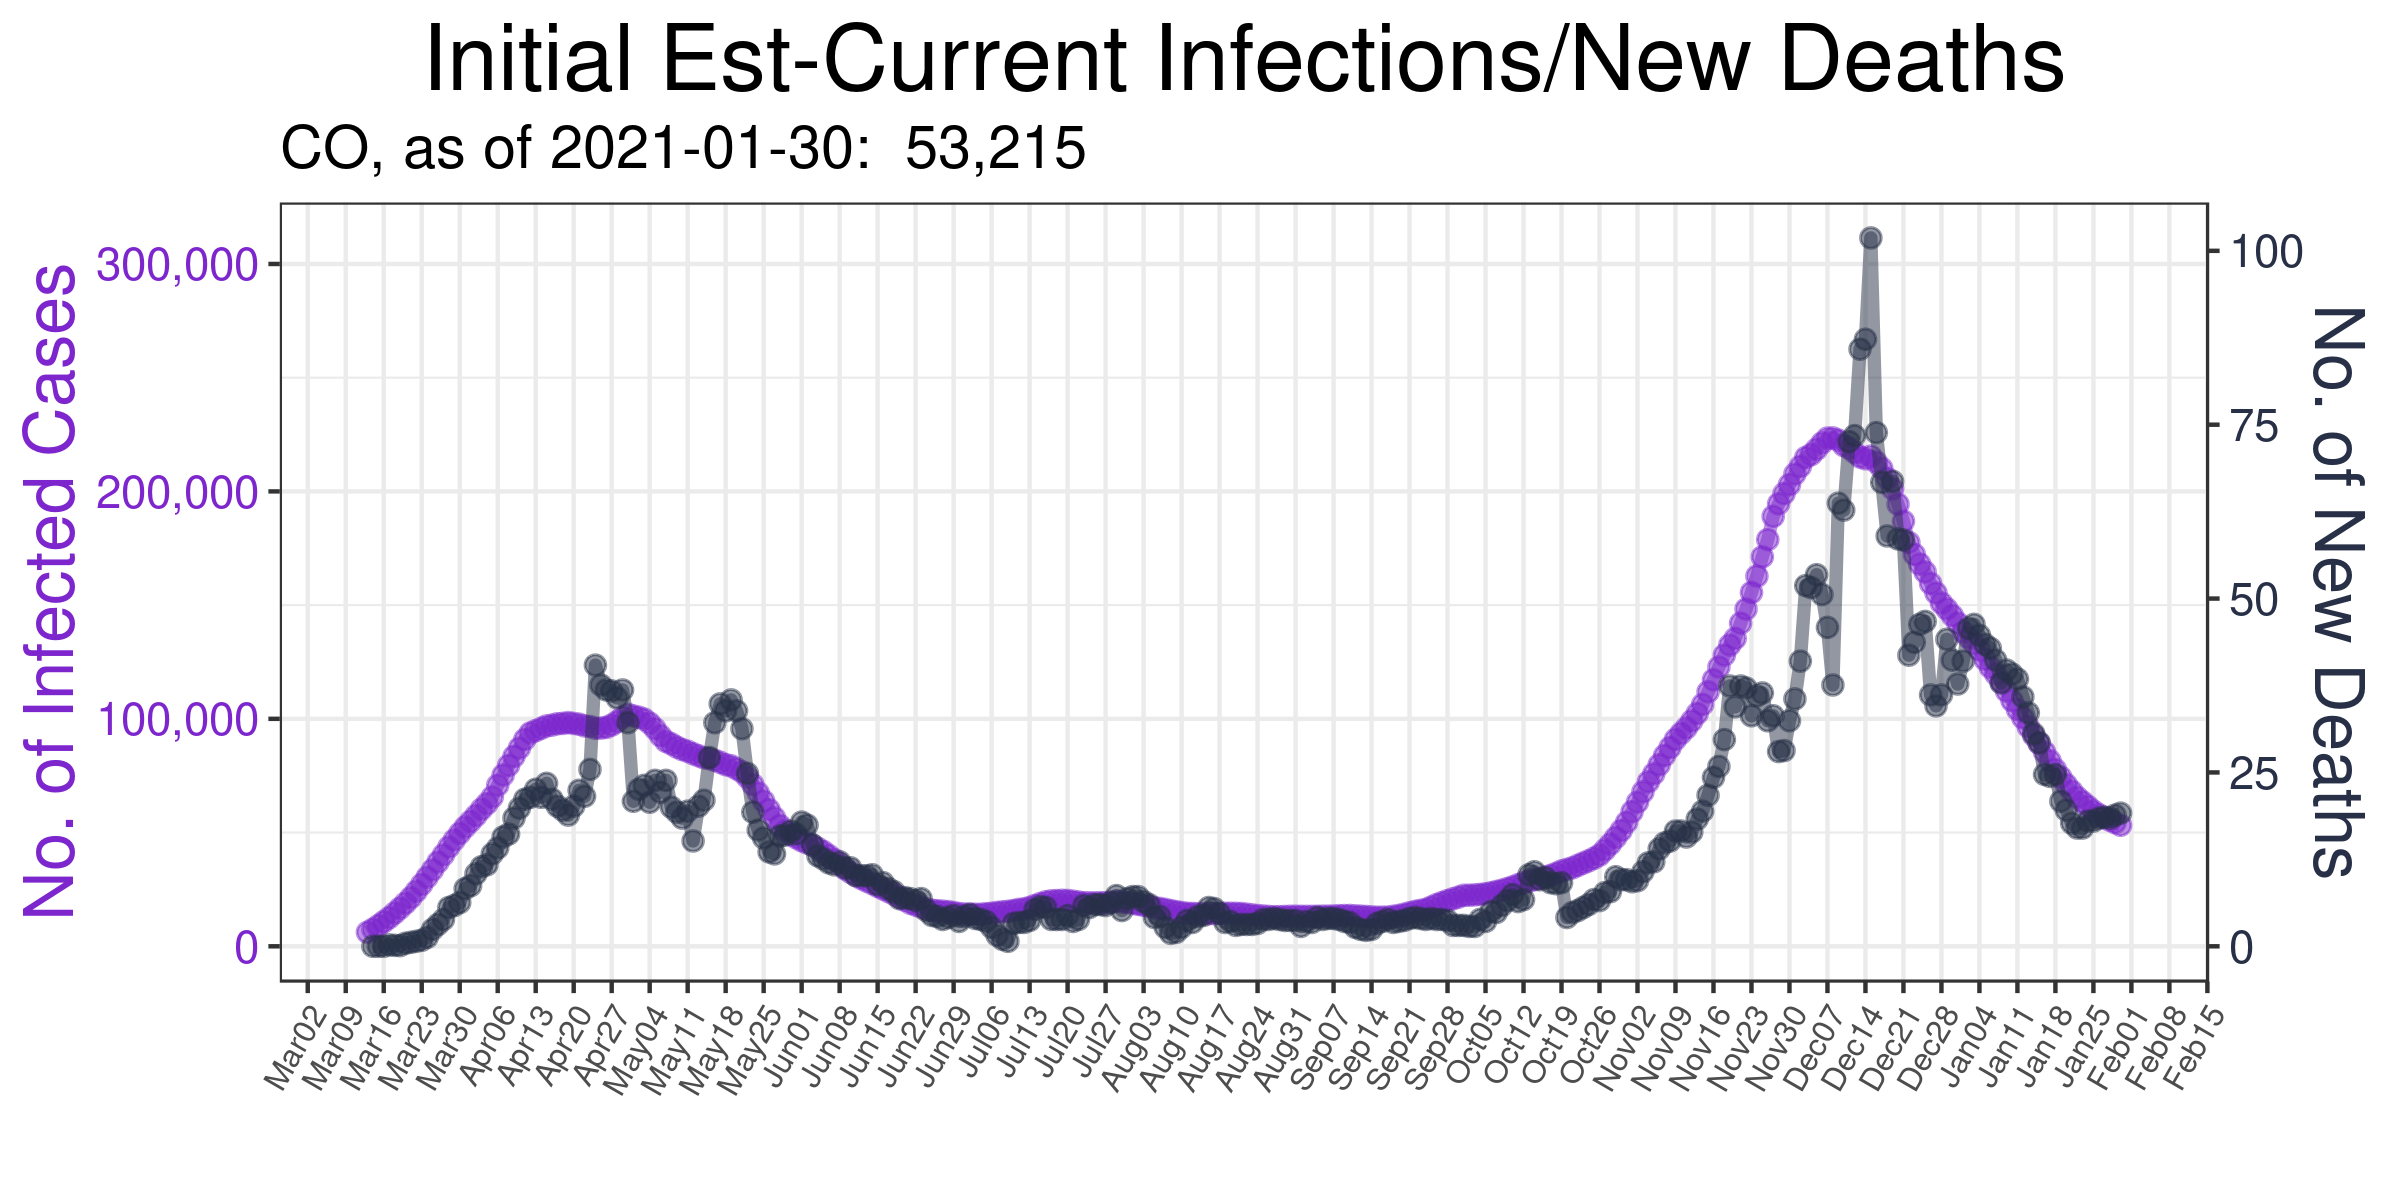 Initial Est-Current Infections/New Deaths
CO, as of 2021-01-30: 53,215
No. of Infected Cases
300,000
200,000
100,000
0
100
75
50
25
0
No. of New Deaths
Mar02
Mar09
Mar16
Mar23
Mar30
Apr06
Apr13
Apr20
Apr27
May04
May11
May18
May25
Jun01
Jun08
Jun15
Jun22
Jun29
Jul06
Jul13
Jul20
Jul27
Aug03
Aug10
Aug17
Aug24
Aug31
Sep07
Sep14
Sep21
Sep28
Oct05
Oct12
Oct19
Oct26
Nov02
Nov09
Nov16
Nov23
Nov30
Dec07
Dec14
Dec21
Dec28
Jan04
Jan11
Jan18
Jan25
Feb01
Feb08
Feb15